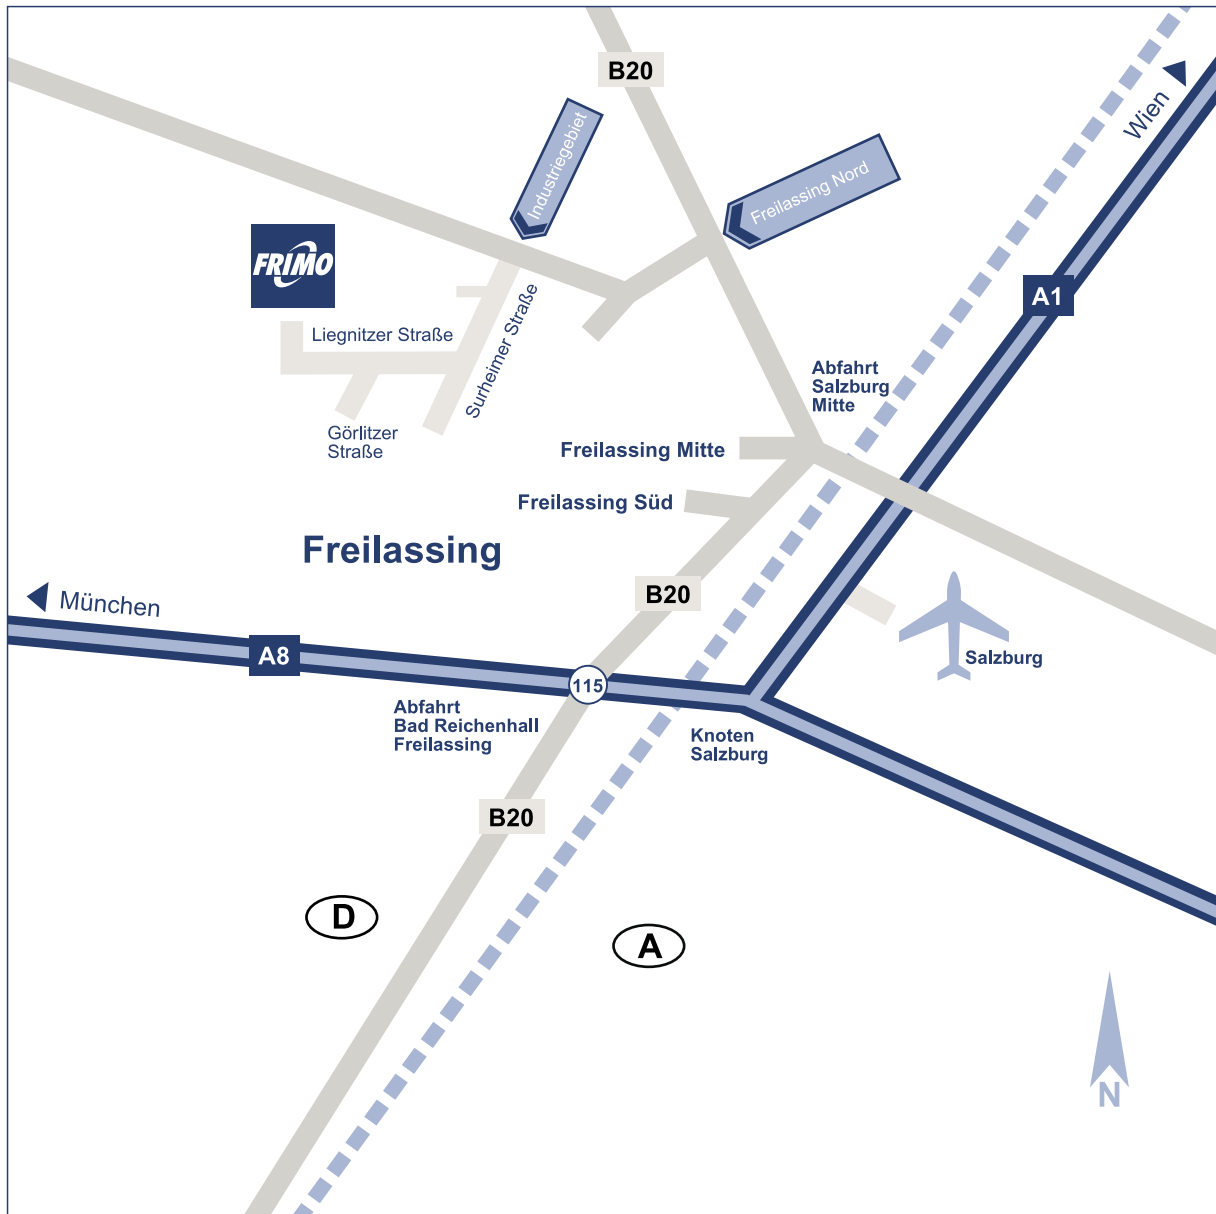 B20
Industriegebiet
Freilassing Nord
Wien
FRIMO
A1
Liegnitzer Straße
Surheimer Straße
Görlitzer
Straße
Abfahrt
Salzburg
Mitte
Freilassing Mitte
Freilassing Süd
Freilassing
München
B20
A8
115
Salzburg
Abfahrt
Bad Reichenhall
Freilassing
Knoten
Salzburg
B20
D
A
N